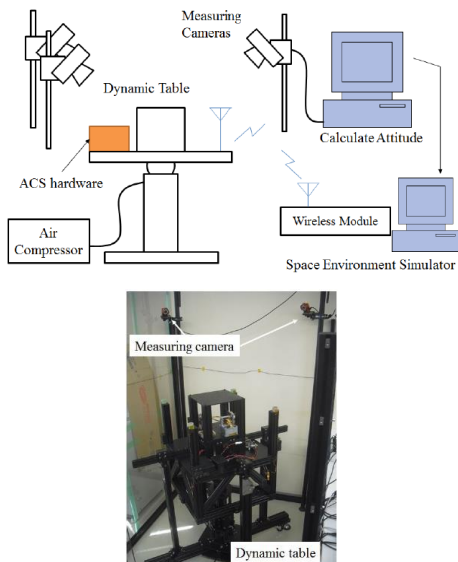 Measuring
Cameras
Dynamic Table
Calculate Attitude
ACS hardware
Air
Compressor
Wireless Module
Space Environment Simulator
Measuring camera
Dynamic table